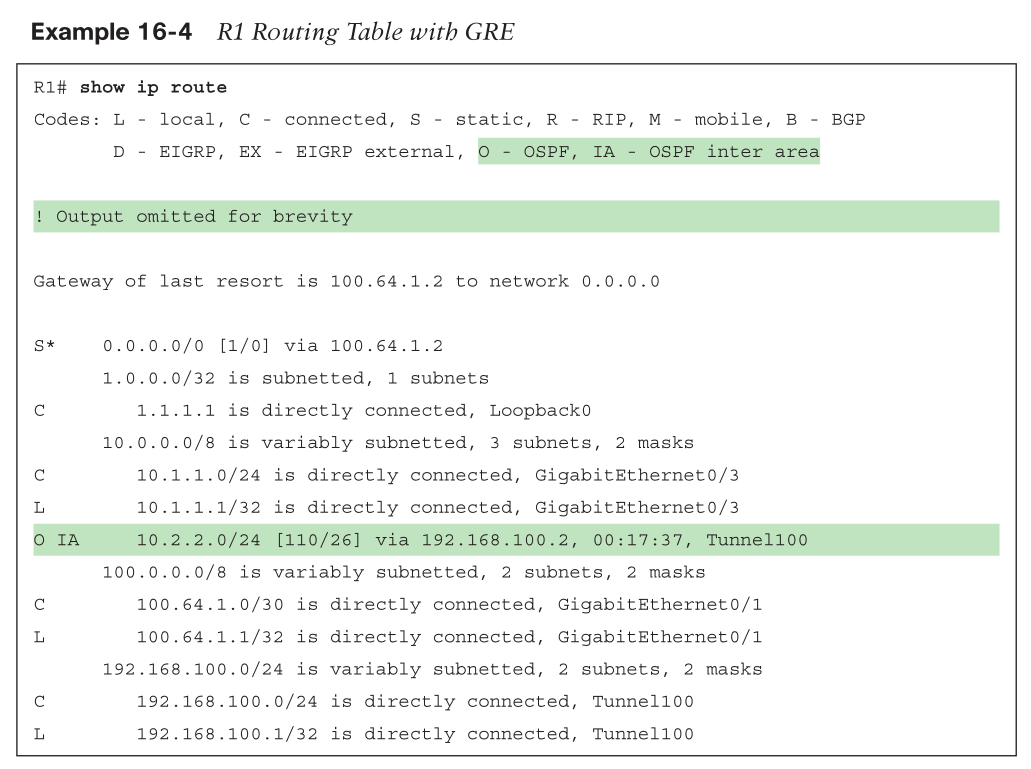 Example 16-4 R1 Routing Table with GRE
R1# show ip route
Codes: L - local, C - connected, S - static, R - RIP, M - mobile, B - BGP
D - EIGRP, EX - EIGRP external, O - OSPF, IA - OSPF inter area
! Output omitted for brevity
Gateway of last resort is 100.64.1.2 to network 0.0.0.0
S* 0.0.0.0/0 [1/0] via 100.64.1.2
1.0.0.0/32 is subnetted, 1 subnets
C 1.1.1.1 is directly connected, Loopback0
10.0.0.0/8 is variably subnetted, 3 subnets, 2 masks
C 10.1.1.0/24 is directly connected, GigabitEthernet0/3
L 10.1.1.1/32 is directly connected, GigabitEthernet0/3
O IA 10.2.2.0/24 [110/26] via 192.168.100.2, 00:17:37, Tunnel100
100.0.0.0/8 is variably subnetted, 2 subnets, 2 masks
C 100.64.1.0/30 is directly connected, GigabitEthernet0/1
L 100.64.1.1/32 is directly connected, GigabitEthernet0/1
192.168.100.0/24 is variably subnetted, 2 subnets, 2 masks
C 192.168.100.0/24 is directly connected, Tunnel100
L 192.168.100.1/32 is directly connected, Tunnel100